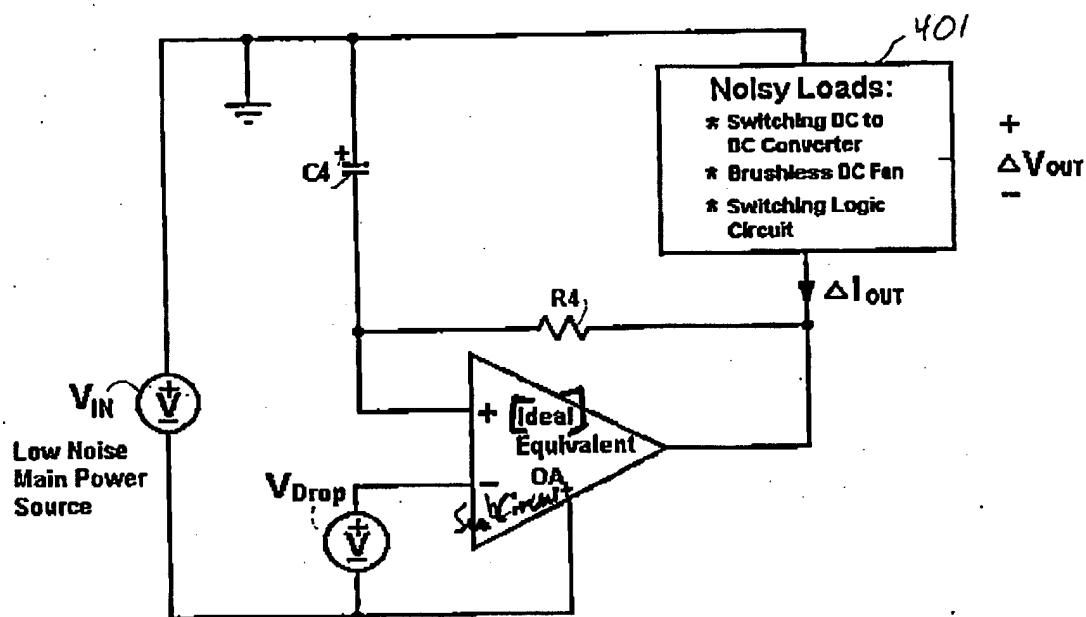 401
Noisy Loads:
* Switching DC to
DC Converter
* Brushless DC Fan
* Switching Logic
Circuit
+
ΔVOUT
−
+
C4
ΔIOUT
R4
VIN
+
V
−
Low Noise
Main Power
Source
+
[Ideal]
Equivalent
OA
−
Circuit
+
VDrop
+
V
−